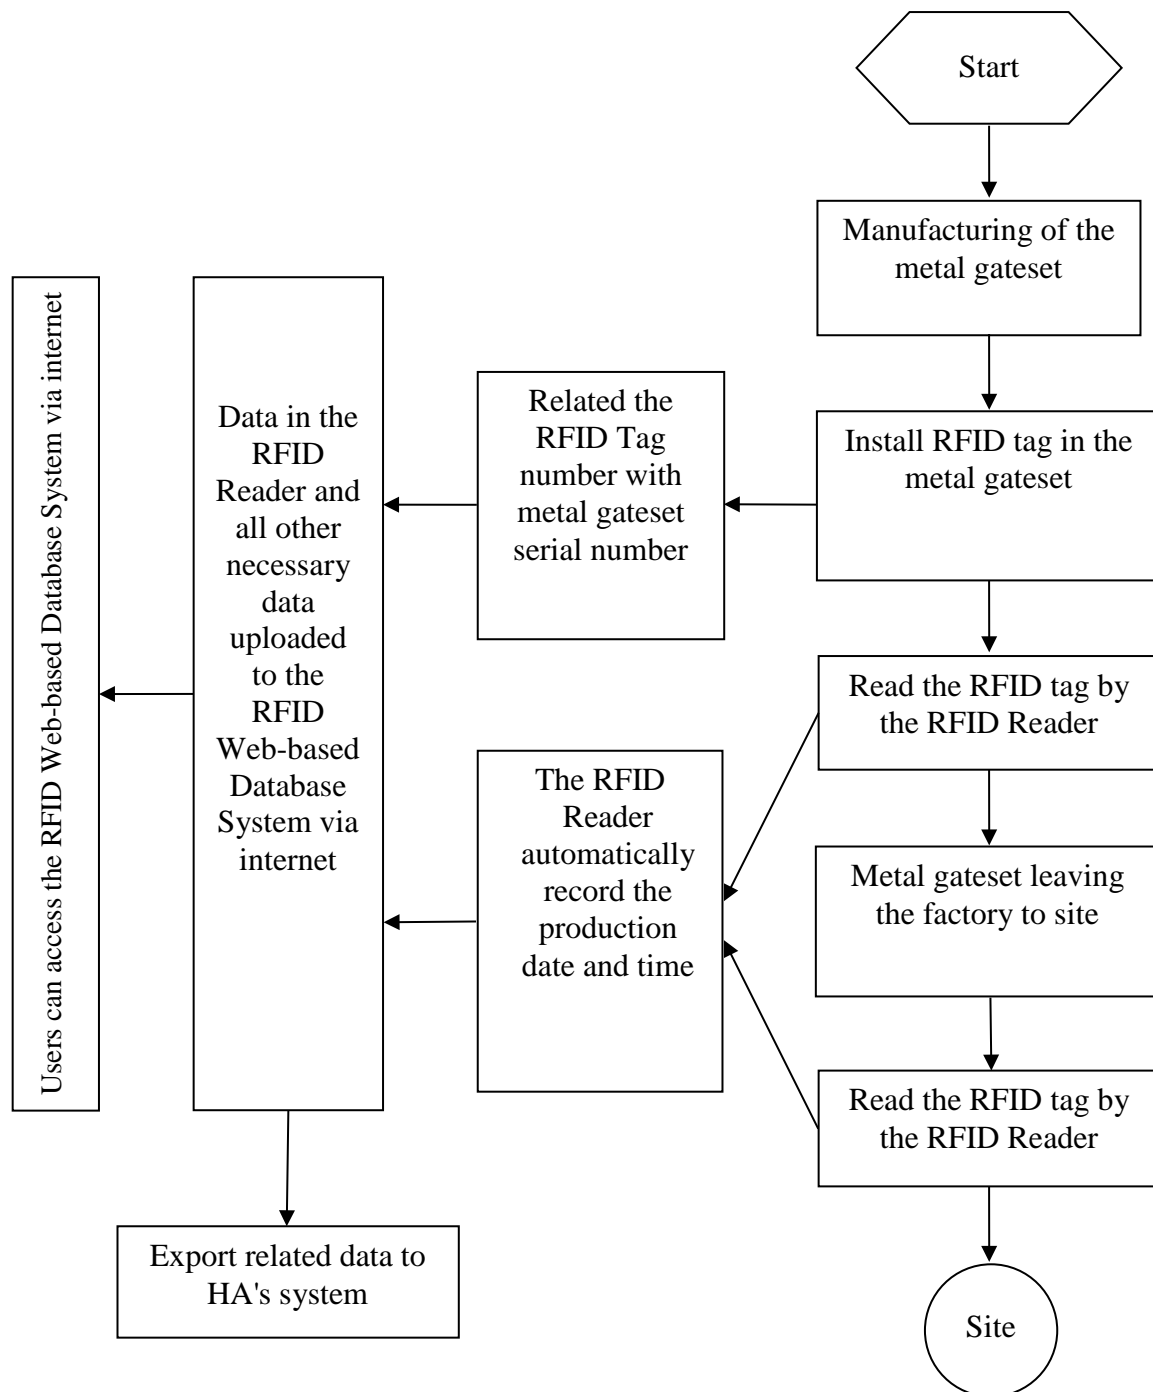 Start
Manufacturing of the
metal gateset
Install RFID tag in the
metal gateset
Related the
RFID Tag
number with
metal gateset
serial number
Read the RFID tag by
the RFID Reader
The RFID
Reader
automatically
record the
production
date and time
Metal gateset leaving
the factory to site
Read the RFID tag by
the RFID Reader
Site
Data in the
RFID
Reader and
all other
necessary
data
uploaded
to the
RFID
Web-based
Database
System via
internet
Users can access the RFID Web-based Database System via internet
Export related data to
HA's system